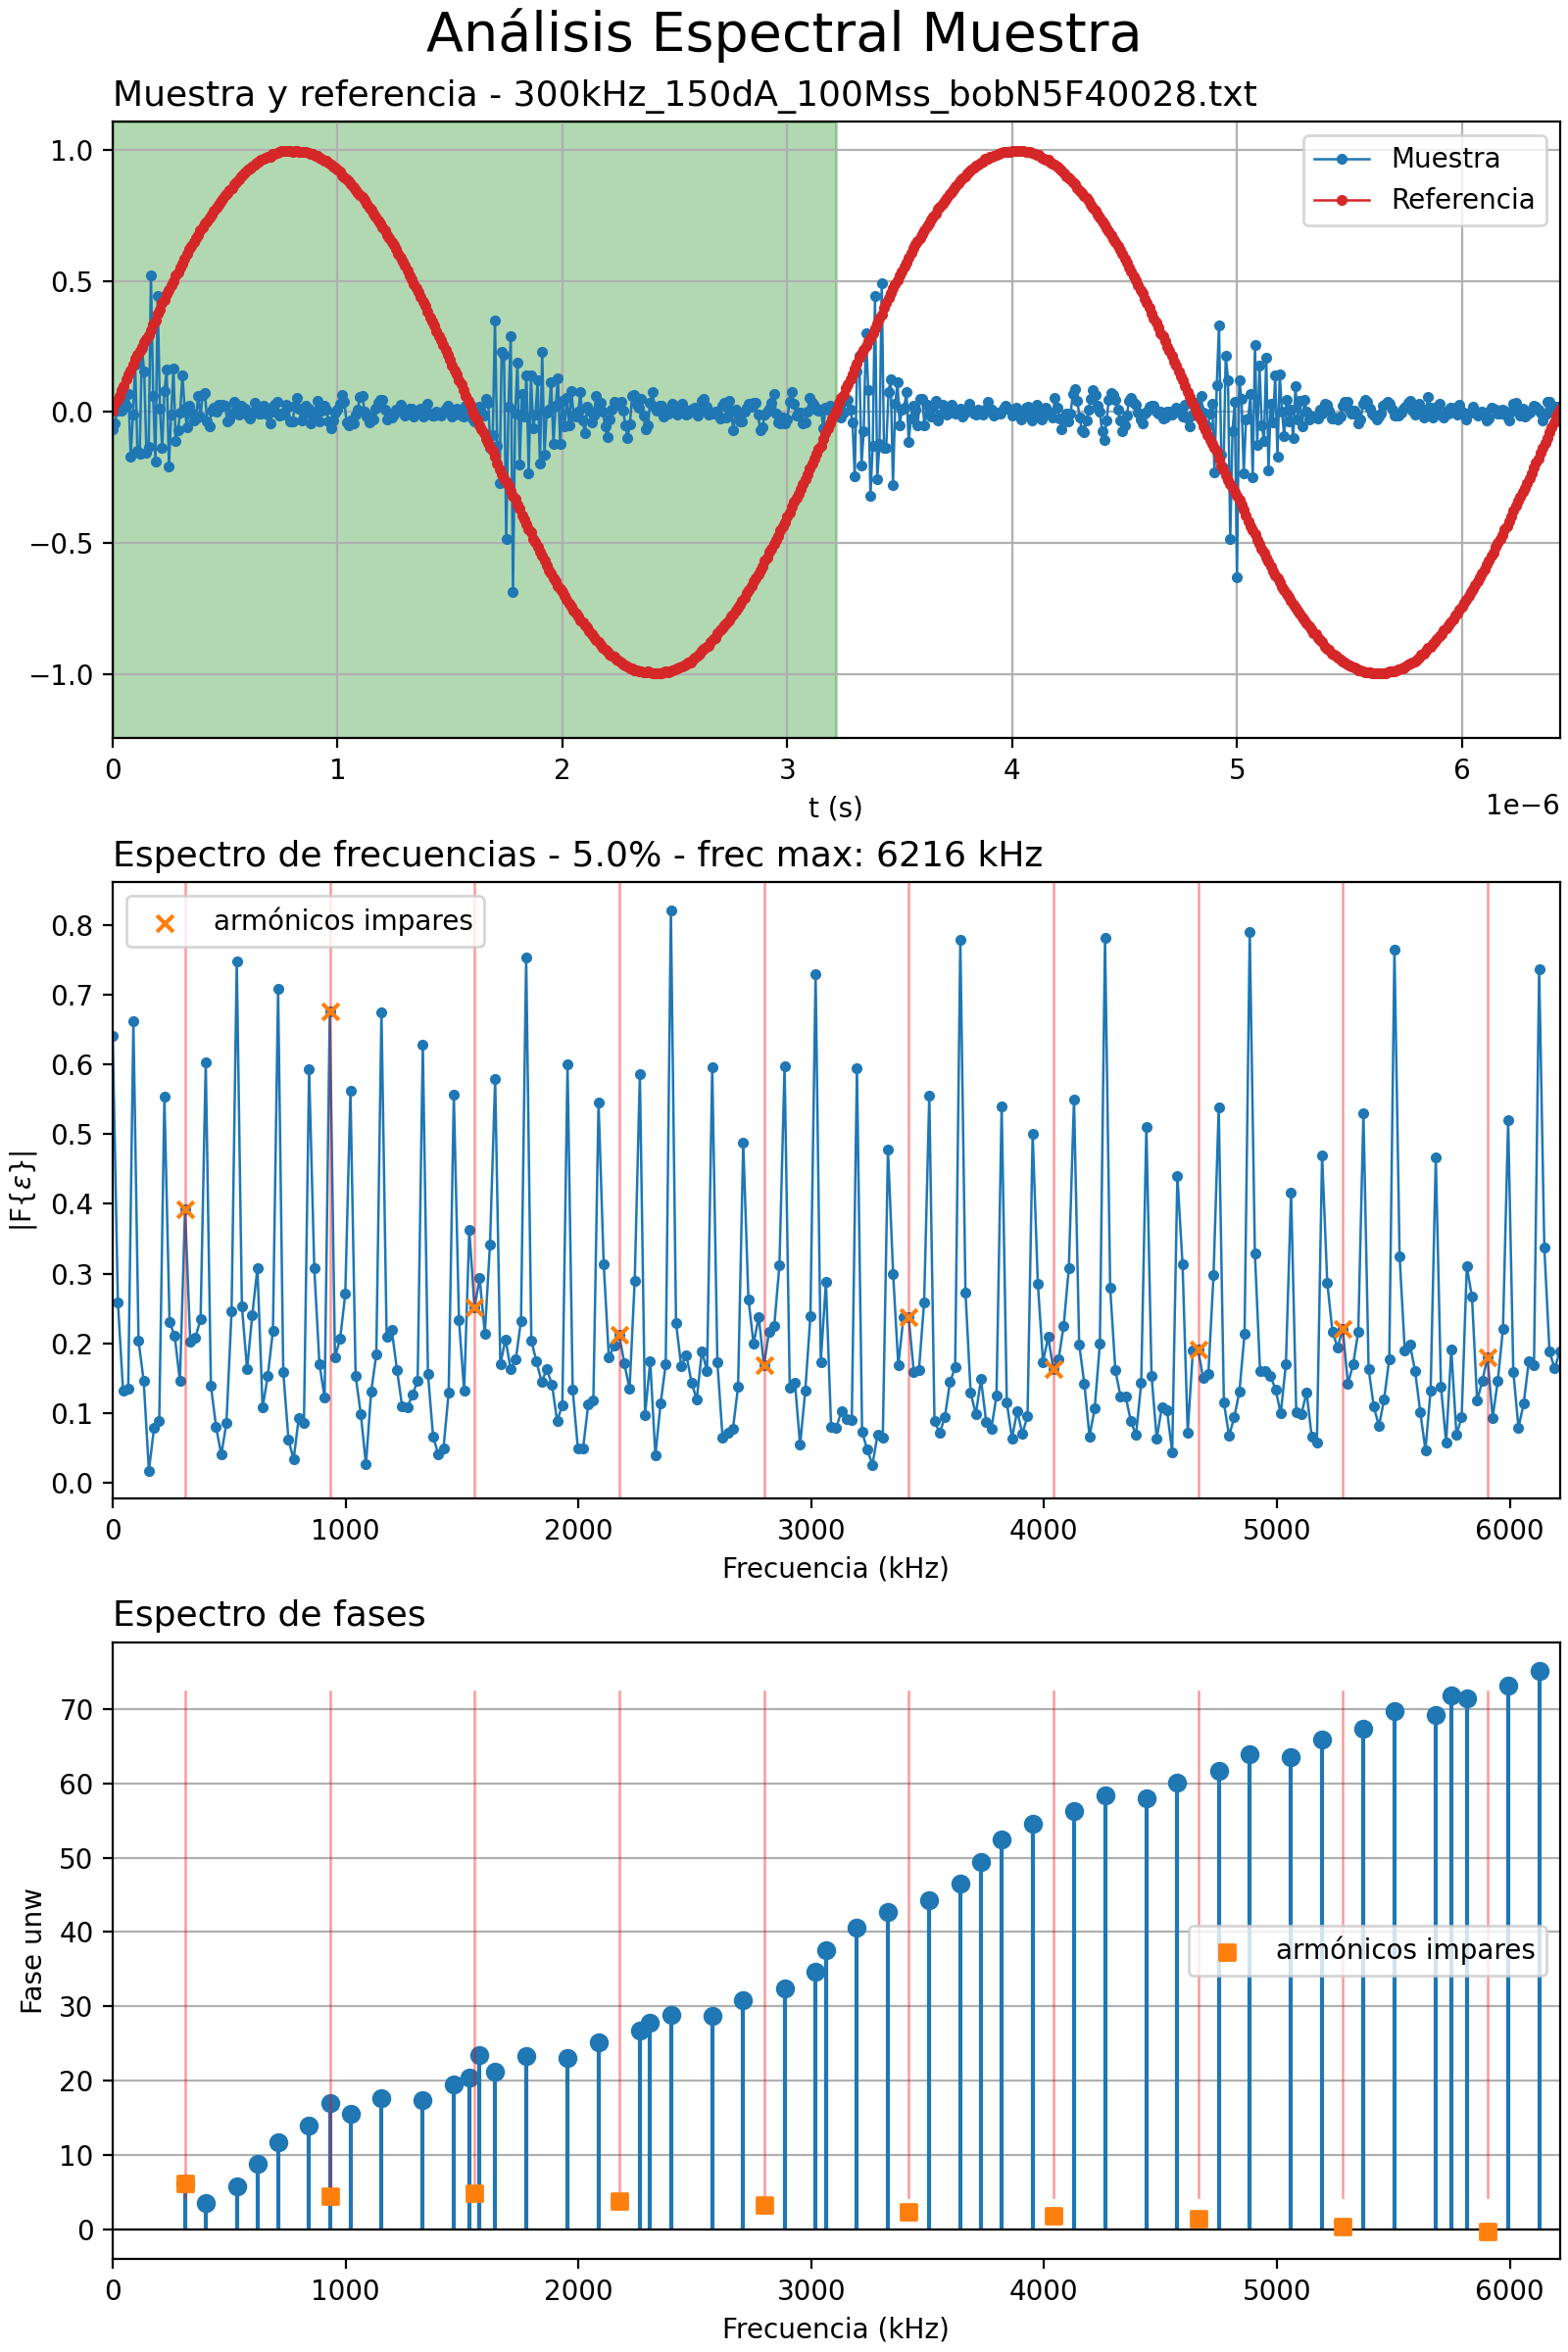 Análisis Espectral Muestra
Muestra y referencia - 300kHz_150dA_100Mss_bobN5F40028.txt
1.0
0.5
0.0
−0.5
−1.0
Muestra
Referencia
0 1 2 3 4 5 6
t (s)
1e−6
Espectro de frecuencias - 5.0% - frec max: 6216 kHz
armónicos impares
|F{ε}|
0.8
0.7
0.6
0.5
0.4
0.3
0.2
0.1
0.0
0 1000 2000 3000 4000 5000 6000
Frecuencia (kHz)
Espectro de fases
Fase unw
70
60
50
40
30
20
10
0
armónicos impares
0 1000 2000 3000 4000 5000 6000
Frecuencia (kHz)